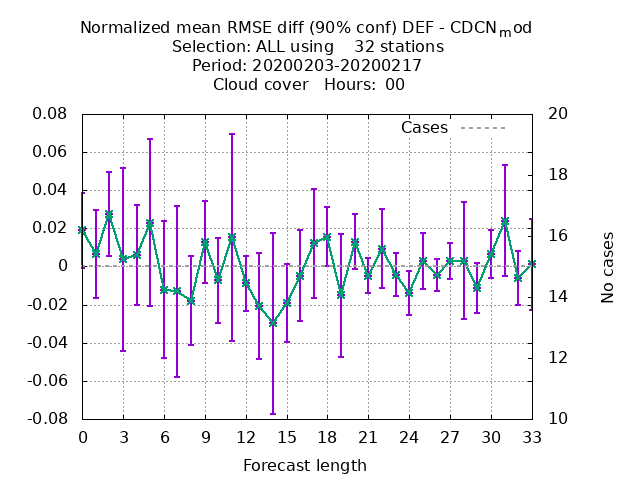 Normalized mean RMSE diff (90% conf) DEF - CDCNmod
Selection: ALL using 32 stations
Period: 20200203-20200217
Cloud cover Hours: 00
Cases
0.08
0.06
0.04
0.02
0
-0.02
-0.04
-0.06
-0.08
20
18
16
14
12
10
No cases
0 3 6 9 12 15 18 21 24 27 30 33
Forecast length